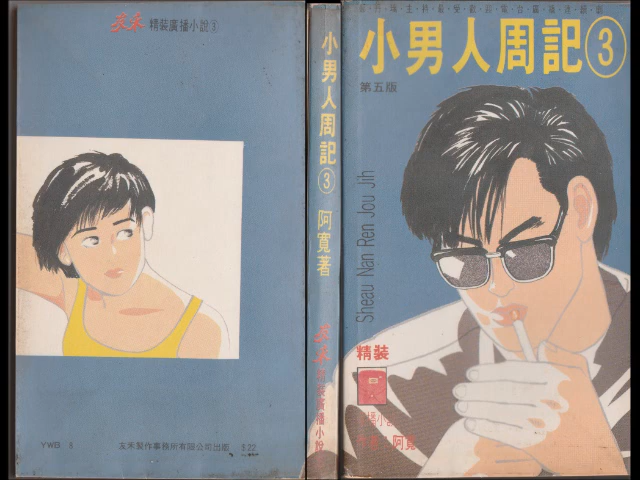 友禾 精裝廣播小說③
YWB 8
友禾製作事務所有限公司出版
822
小男人周記③
阿寬著
友禾
精裝廣播小說
小男人周記③
第五版
Sheau Nan Ren Jou Jih
精裝
阿寬